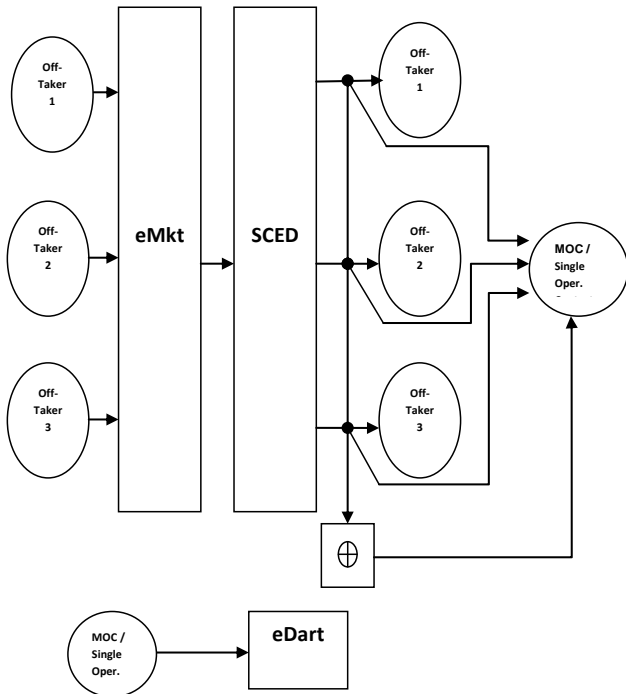 Off-
Taker
1
Off-
Taker
2
Off-
Taker
3
eMkt
SCED
Off-
Taker
1
Off-
Taker
2
Off-
Taker
3
MOC /
Single
Oper.
MOC /
Single
Oper.
eDart